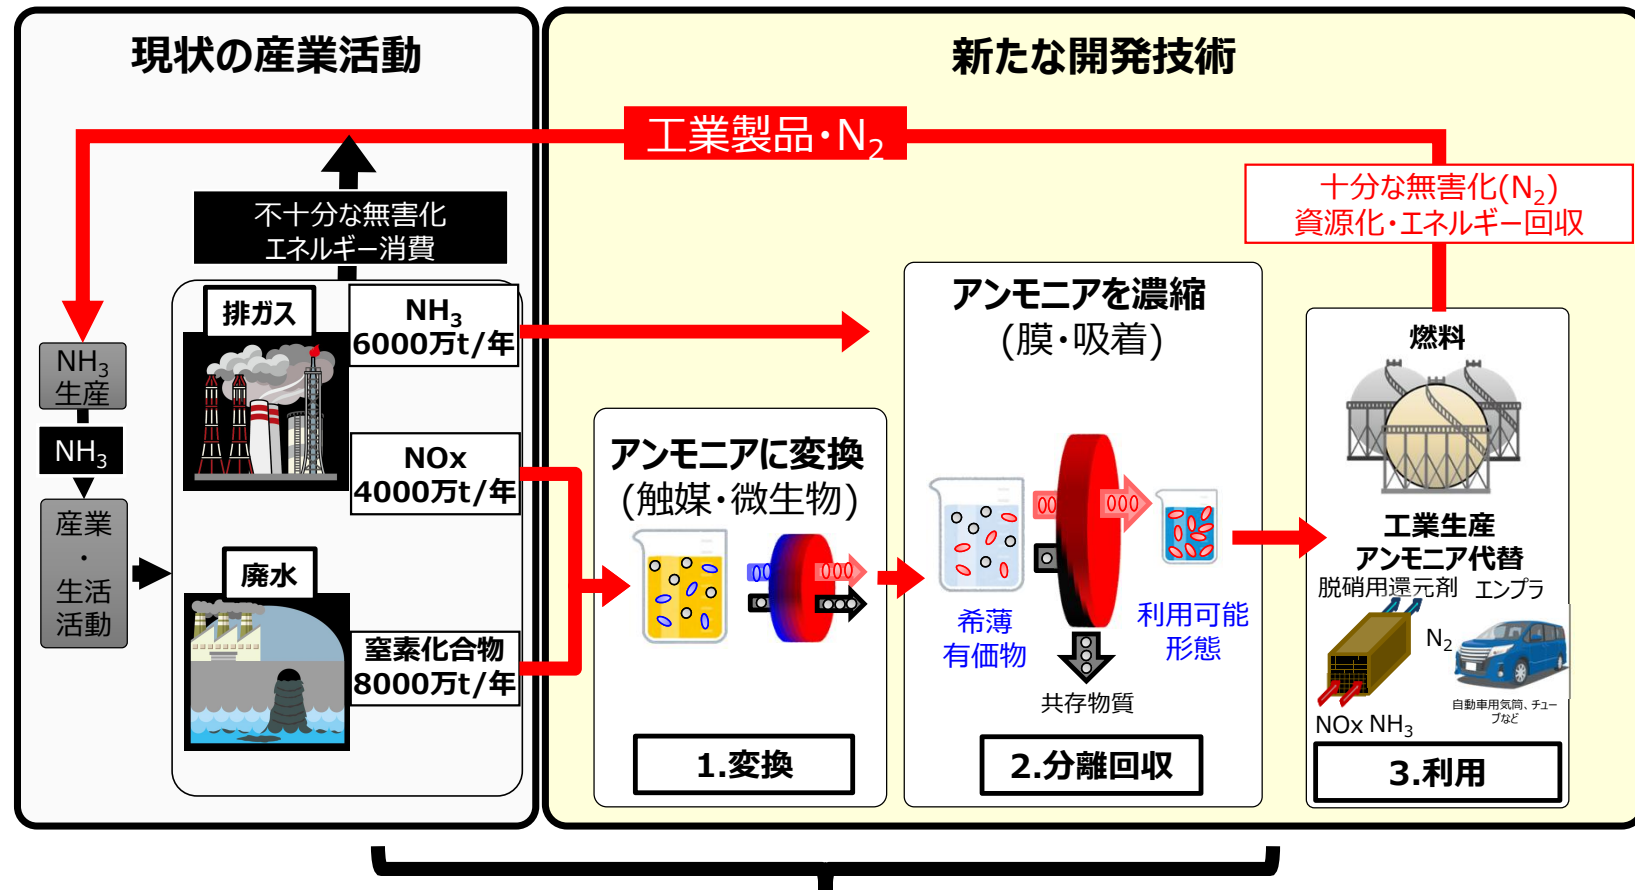 現状の産業活動
新たな開発技術
工業製品・N₂
不十分な無害化
エネルギー消費
十分な無害化(N₂)
資源化・エネルギー回収
NH₃
生産
NH₃
産業
・
生活
活動
排ガス
NH₃
6000万t/年
NOx
4000万t/年
廃水
窒素化合物
8000万t/年
アンモニアに変換
(触媒・微生物)
1.変換
アンモニアを濃縮
(膜・吸着)
希薄
有価物
利用可能
形態
共存物質
2.分離回収
燃料
工業生産
アンモニア代替
脱硝用還元剤
エンプラ
N₂
NOx NH₃
自動車用気筒、チュー
ブなど
3.利用